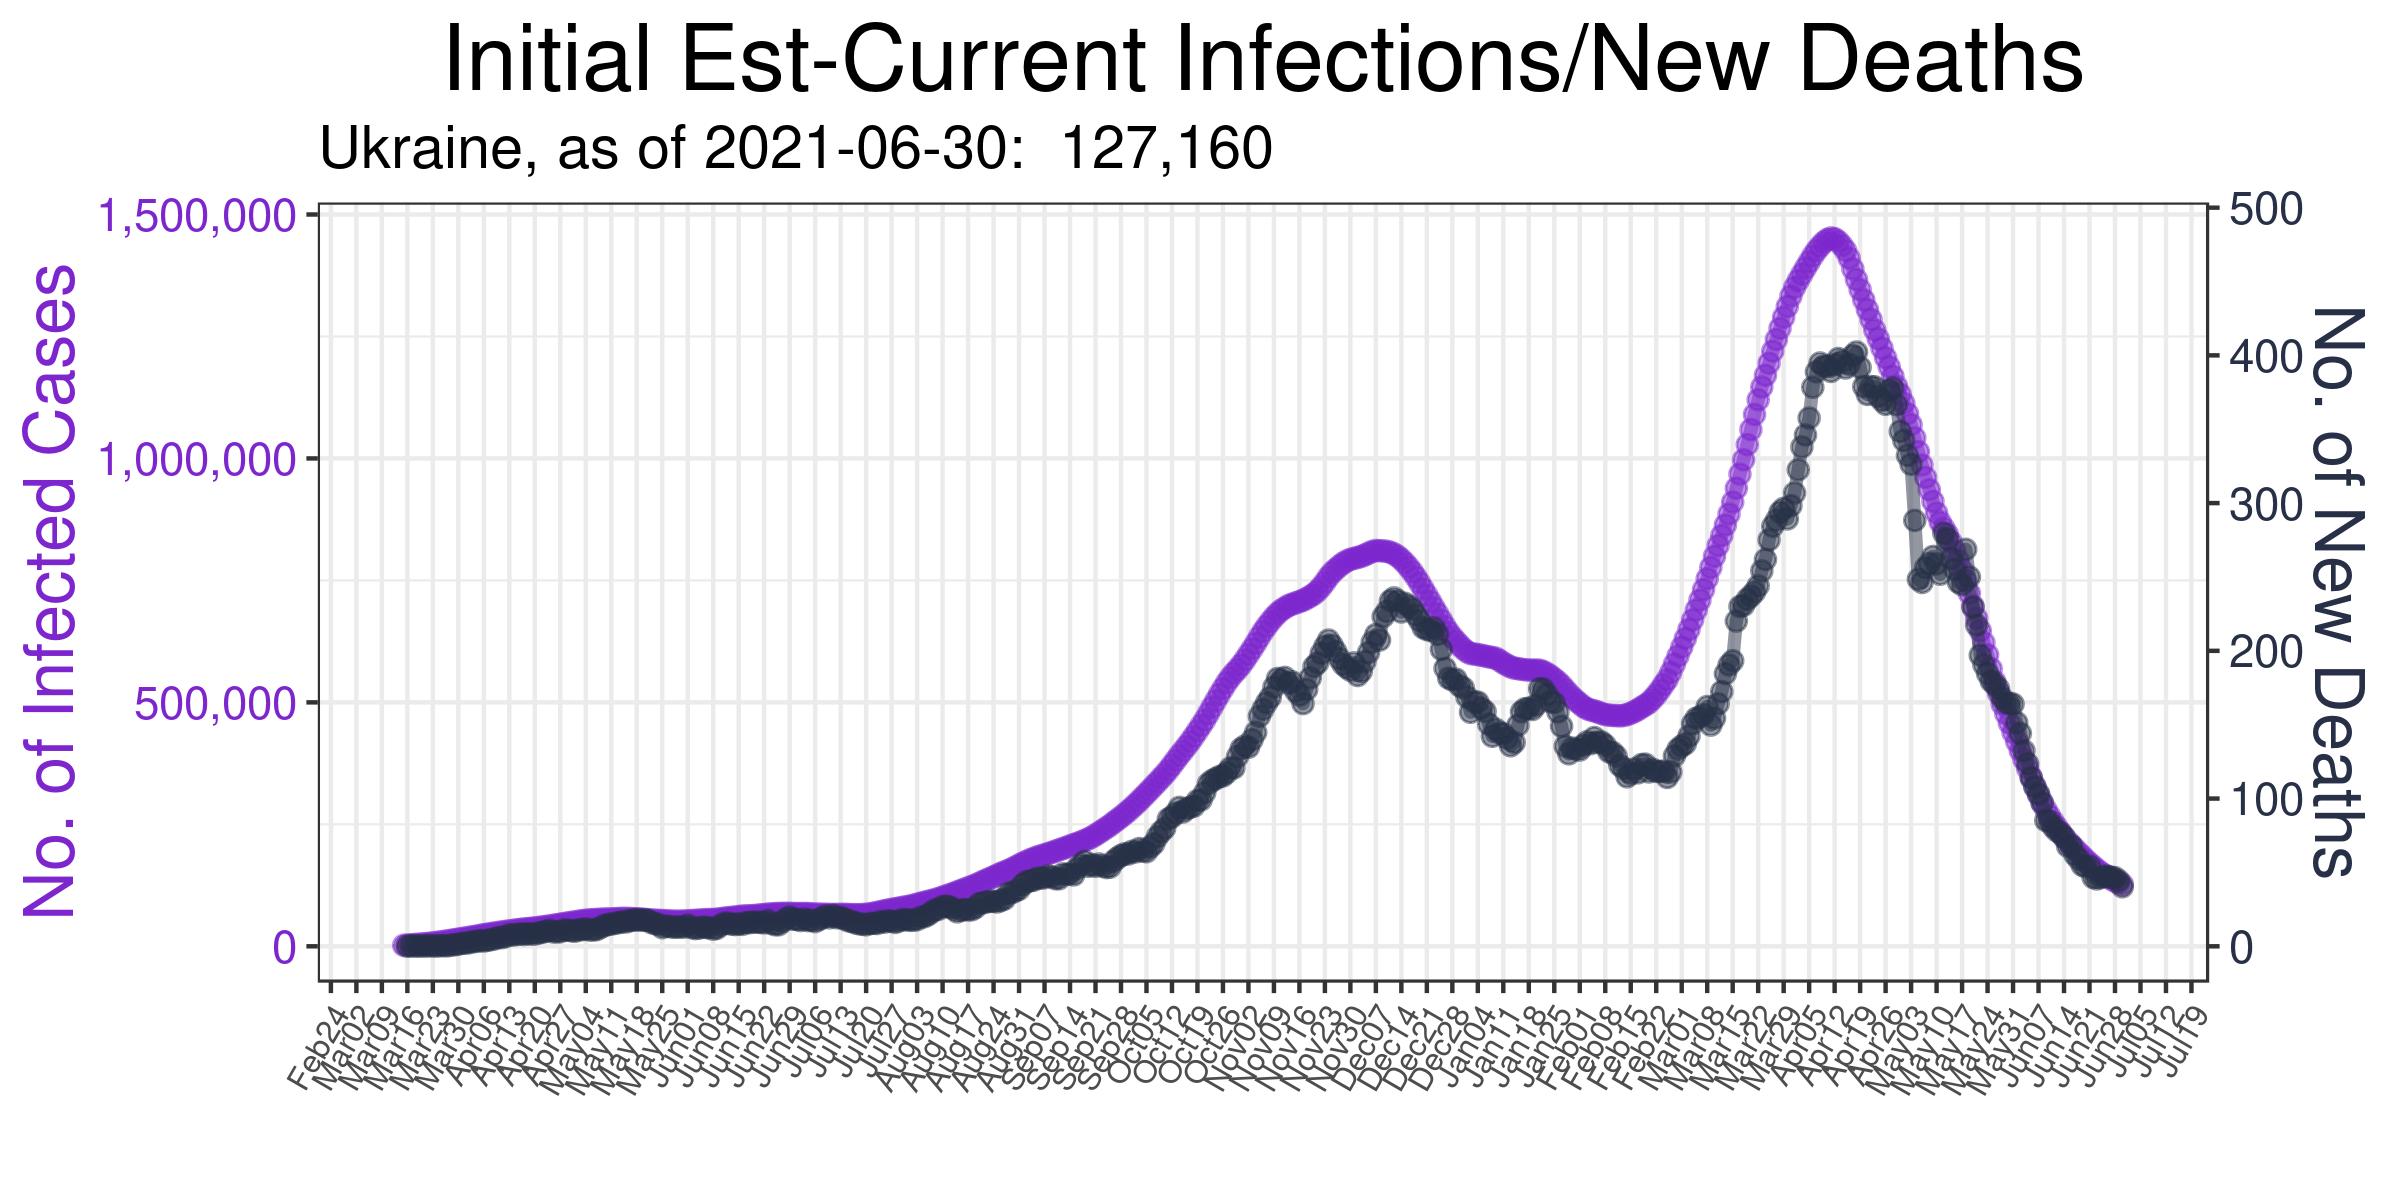 Initial Est-Current Infections/New Deaths
Ukraine, as of 2021-06-30:  127,160
No. of Infected Cases
1,500,000
1,000,000
500,000
0
500
400
300
200
100
0
No. of New Deaths
Feb24
Mar02
Mar09
Mar16
Mar23
Mar30
Apr06
Apr13
Apr20
Apr27
May04
May11
May18
May25
Jun01
Jun08
Jun15
Jun22
Jun29
Jul06
Jul13
Jul20
Jul27
Aug03
Aug10
Aug17
Aug24
Aug31
Sep07
Sep14
Sep21
Sep28
Oct05
Oct12
Oct19
Oct26
Nov02
Nov09
Nov16
Nov23
Nov30
Dec07
Dec14
Dec21
Dec28
Jan04
Jan11
Jan18
Jan25
Feb01
Feb08
Feb15
Feb22
Mar01
Mar08
Mar15
Mar22
Mar29
Apr05
Apr12
Apr19
Apr26
May03
May10
May17
May24
May31
Jun07
Jun14
Jun21
Jun28
Jul05
Jul12
Jul19